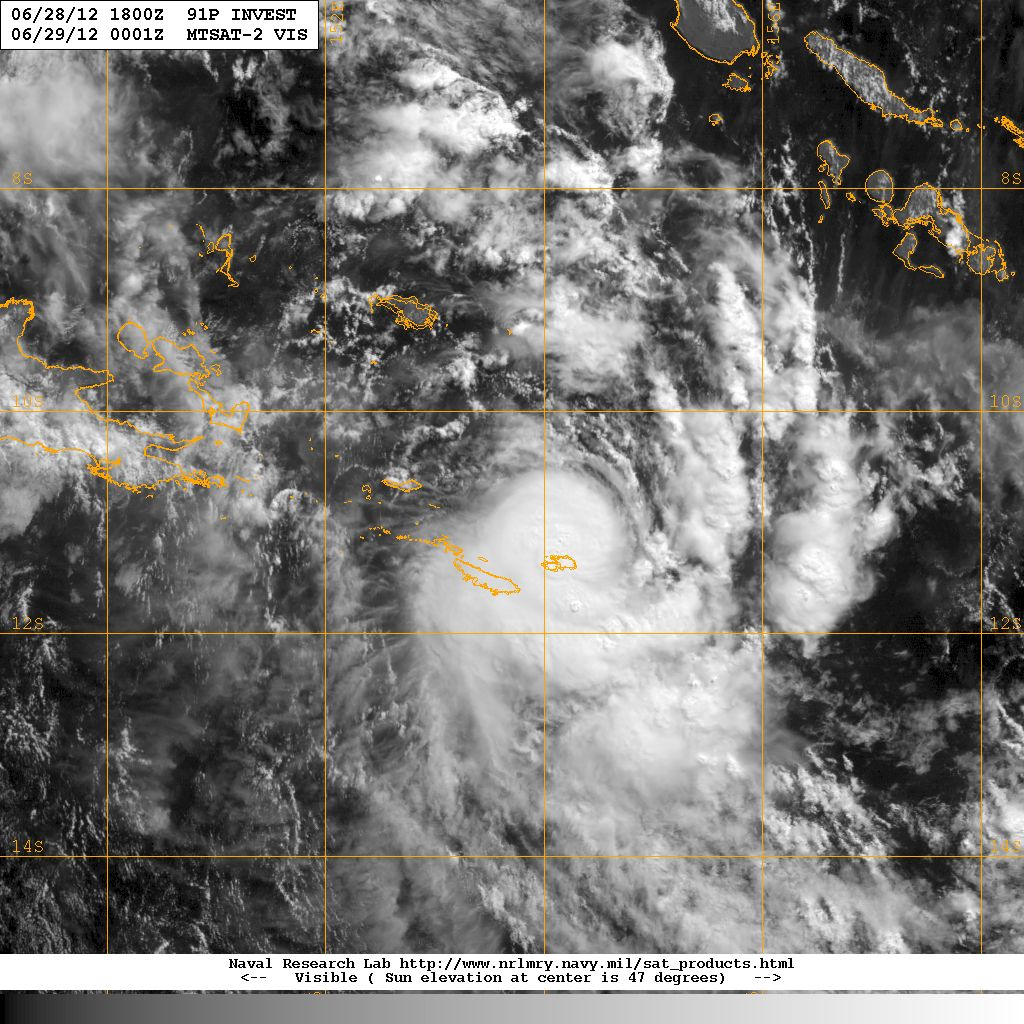 06/28/12 1800Z 91P INVEST
06/29/12 0001Z MTSAT-2 VIS
152E
156E
8S
8S
10S
10S
12S
12S
14S
14S
Naval Research Lab http://www.nrlmry.navy.mil/sat_products.html
<-- Visible ( Sun elevation at center is 47 degrees) -->